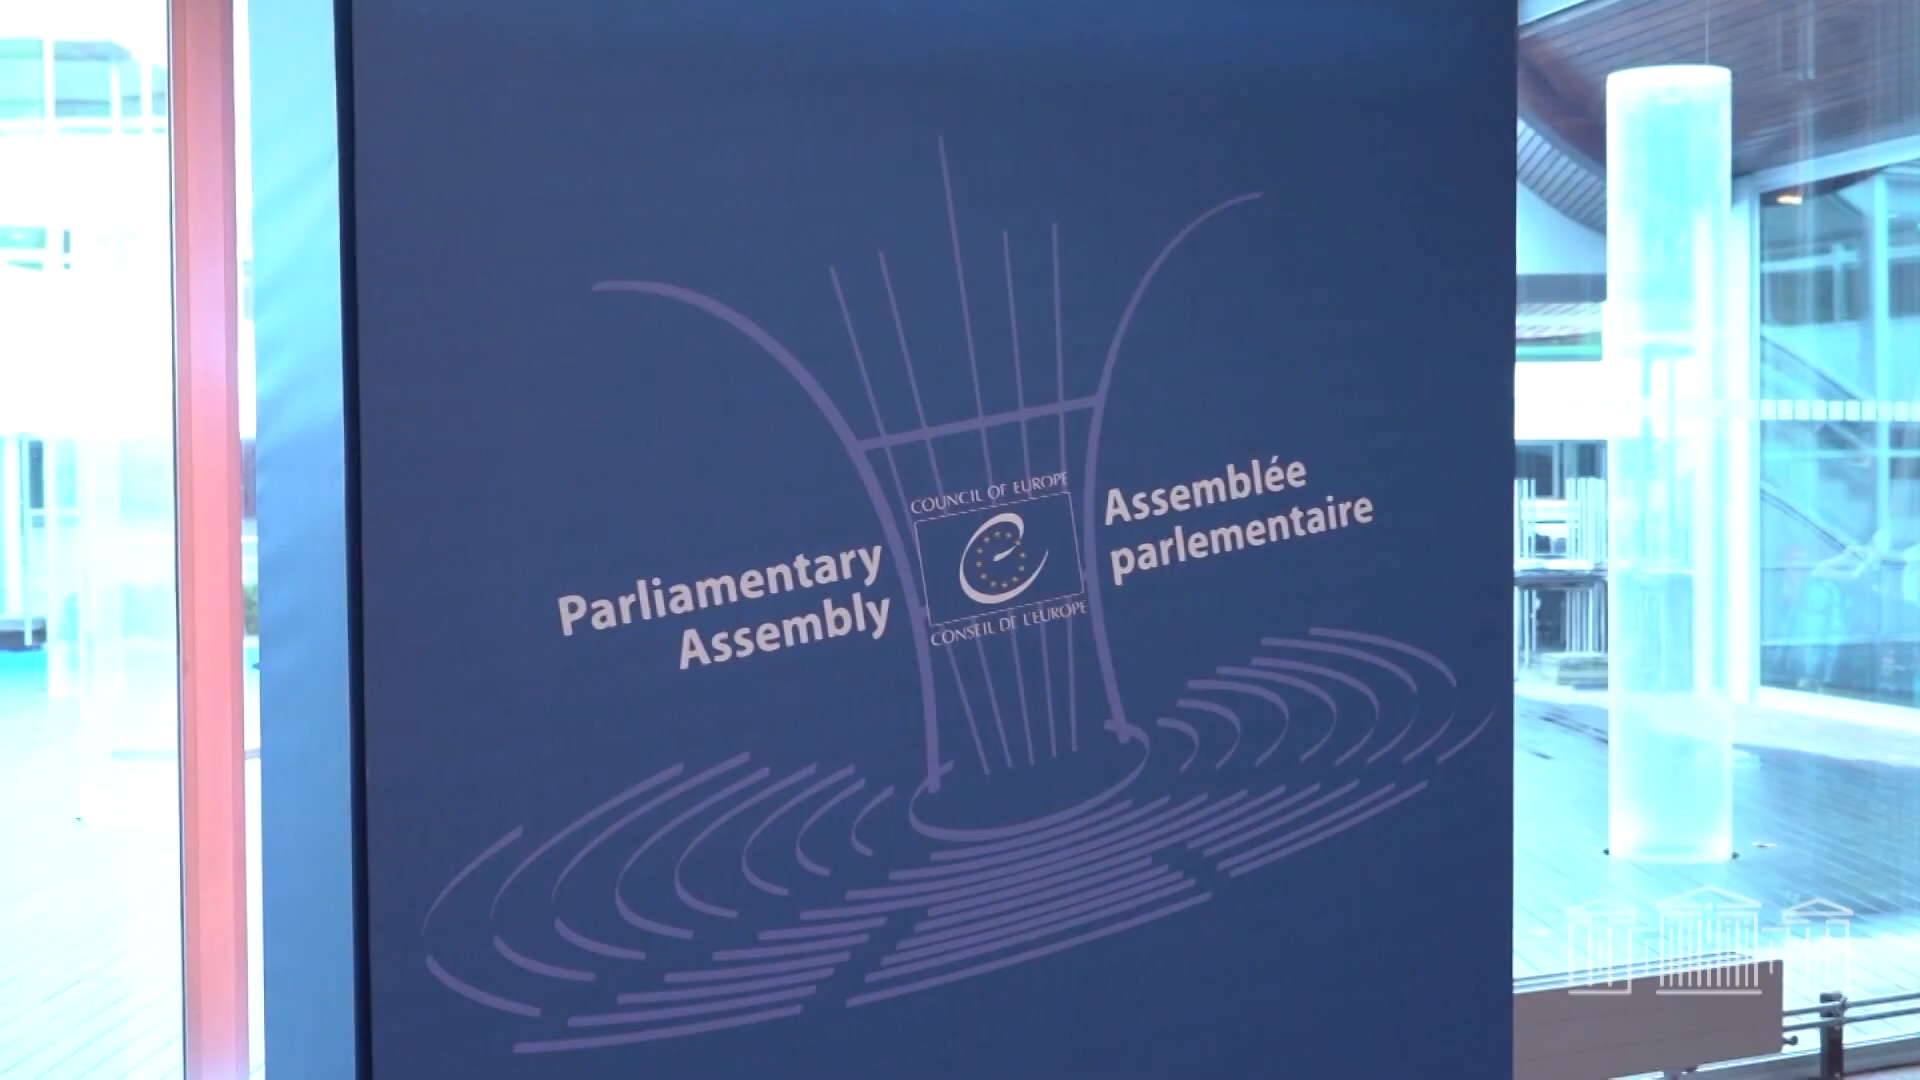 COUNCIL OF EUROPE
CONSEIL DE L'EUROPE
Parliamentary
Assembly
Assemblée
parlementaire